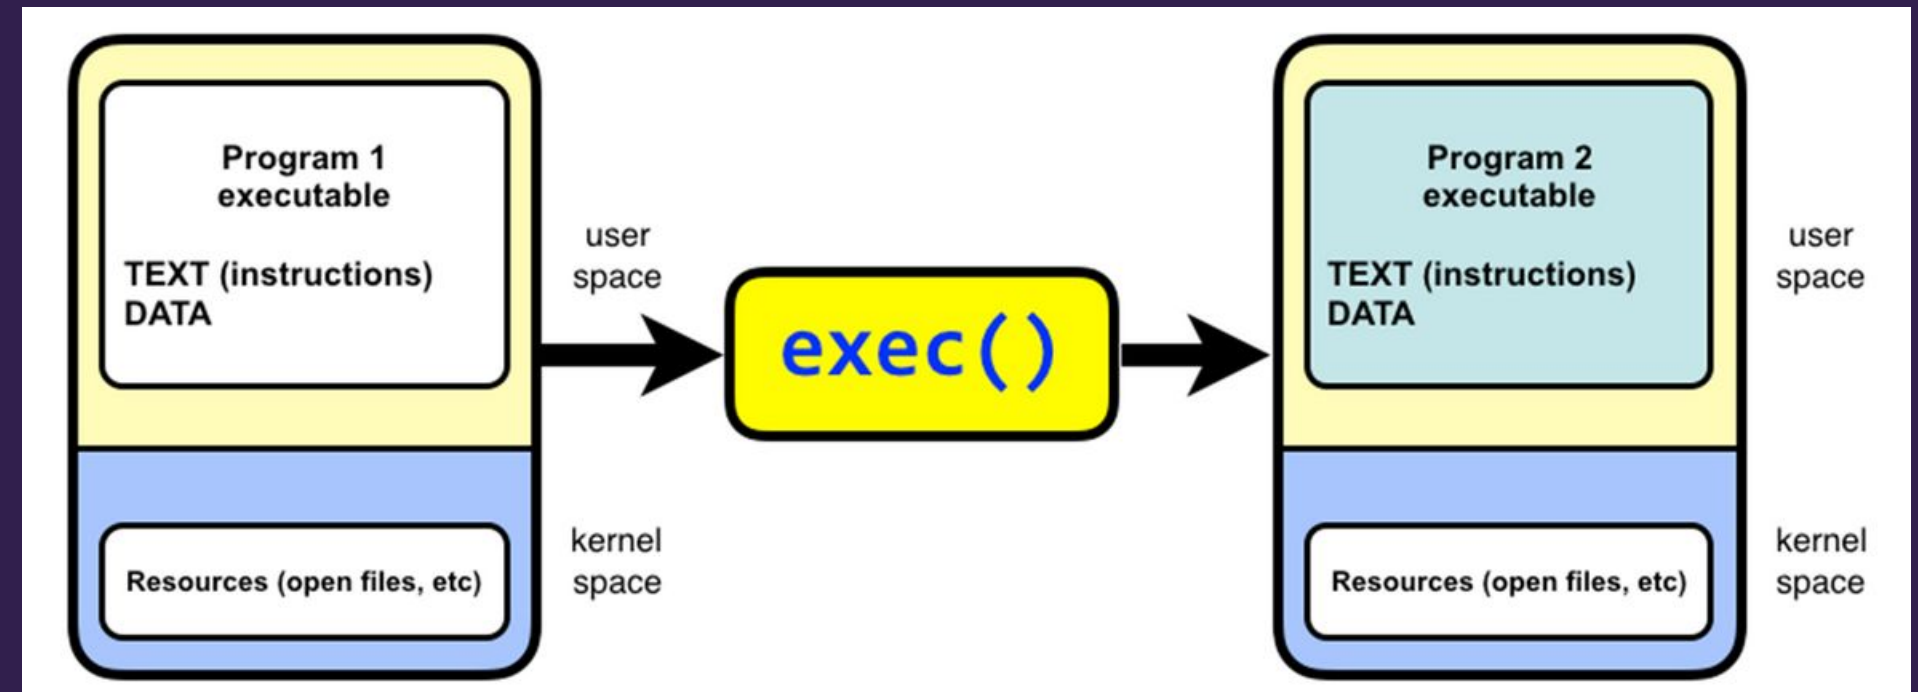 Program 1
executable
TEXT (instructions)
DATA
user
space
Resources (open files, etc)
kernel
space
exec()
Program 2
executable
TEXT (instructions)
DATA
user
space
Resources (open files, etc)
kernel
space